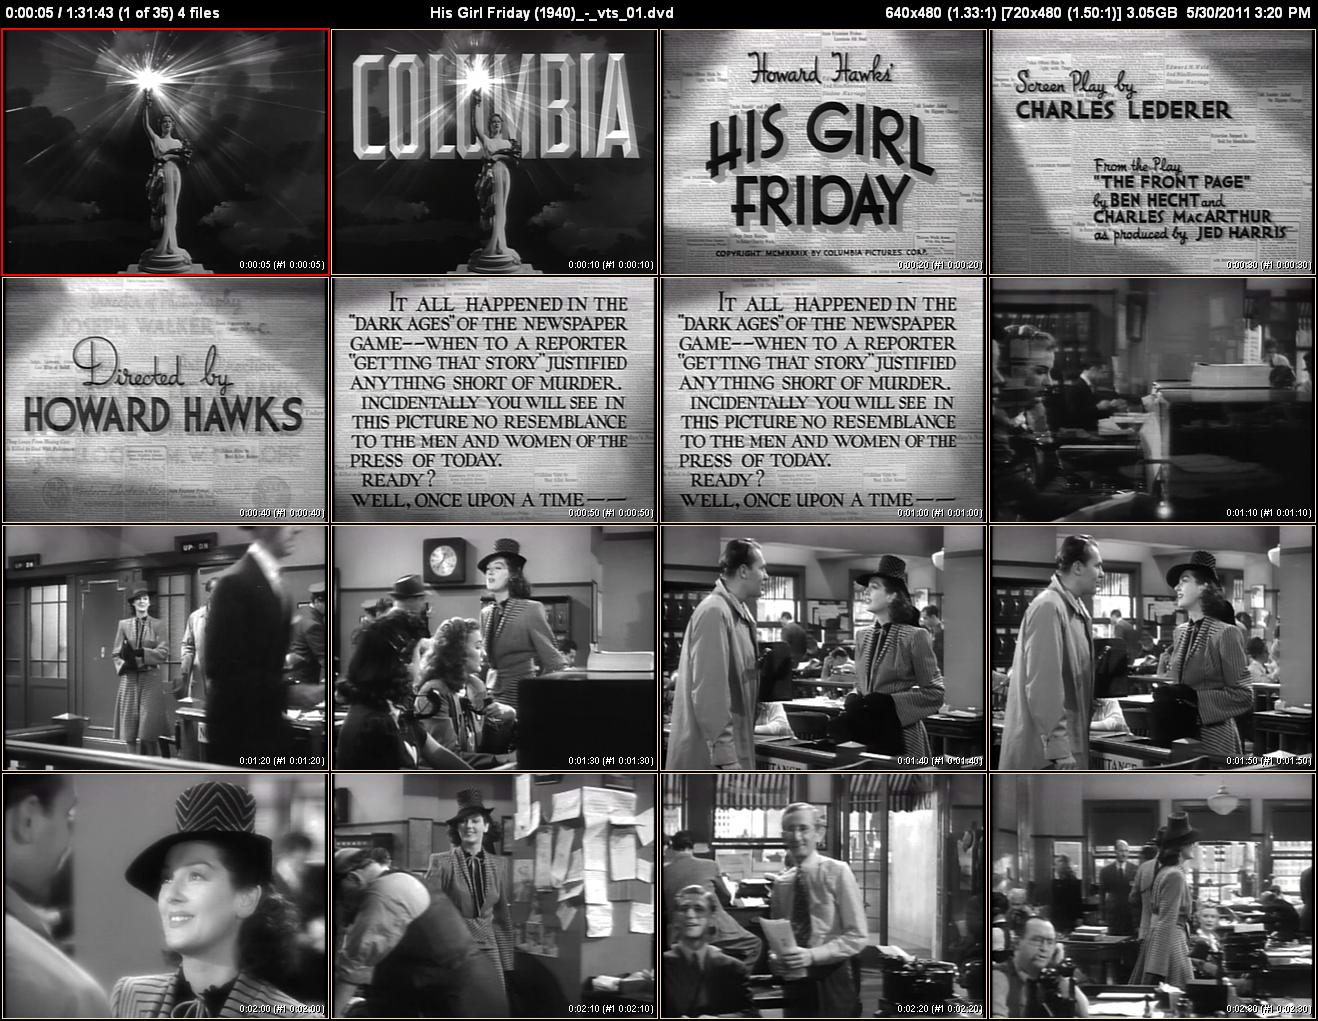 0:00:05 / 1:31:43 (1 of 35) 4 files
His Girl Friday (1940)_-_vts_01.dvd
640x480 (1.33:1) [720x480 (1.50:1)] 3.05GB 5/30/2011 3:20 PM
0:00:05 (#1 0:00:05)
COLUMBIA
0:00:10 (#1 0:00:10)
Howard Hawks'
HIS GIRL
FRIDAY
COPYRIGHT MCMXXXIX BY COLUMBIA PICTURES CORP.
0:00:20 (#1 0:00:20)
Screen Play by
CHARLES LEDERER
From the Play
"THE FRONT PAGE"
by BEN HECHT and
CHARLES MacARTHUR
as produced by JED HARRIS
0:00:30 (#1 0:00:30)
Directed by
HOWARD HAWKS
0:00:40 (#1 0:00:40)
IT ALL HAPPENED IN THE
"DARK AGES" OF THE NEWSPAPER
GAME--WHEN TO A REPORTER
"GETTING THAT STORY" JUSTIFIED
ANYTHING SHORT OF MURDER.
INCIDENTALLY YOU WILL SEE IN
THIS PICTURE NO RESEMBLANCE
TO THE MEN AND WOMEN OF THE
PRESS OF TODAY.
READY?
WELL, ONCE UPON A TIME--
0:00:50 (#1 0:00:50)
IT ALL HAPPENED IN THE
"DARK AGES" OF THE NEWSPAPER
GAME--WHEN TO A REPORTER
"GETTING THAT STORY" JUSTIFIED
ANYTHING SHORT OF MURDER.
INCIDENTALLY YOU WILL SEE IN
THIS PICTURE NO RESEMBLANCE
TO THE MEN AND WOMEN OF THE
PRESS OF TODAY.
READY?
WELL, ONCE UPON A TIME--
0:01:00 (#1 0:01:00)
0:01:10 (#1 0:01:10)
UP DN
0:01:20 (#1 0:01:20)
0:01:30 (#1 0:01:30)
0:01:40 (#1 0:01:40)
0:01:50 (#1 0:01:50)
0:02:00 (#1 0:02:00)
0:02:10 (#1 0:02:10)
0:02:20 (#1 0:02:20)
0:02:30 (#1 0:02:30)